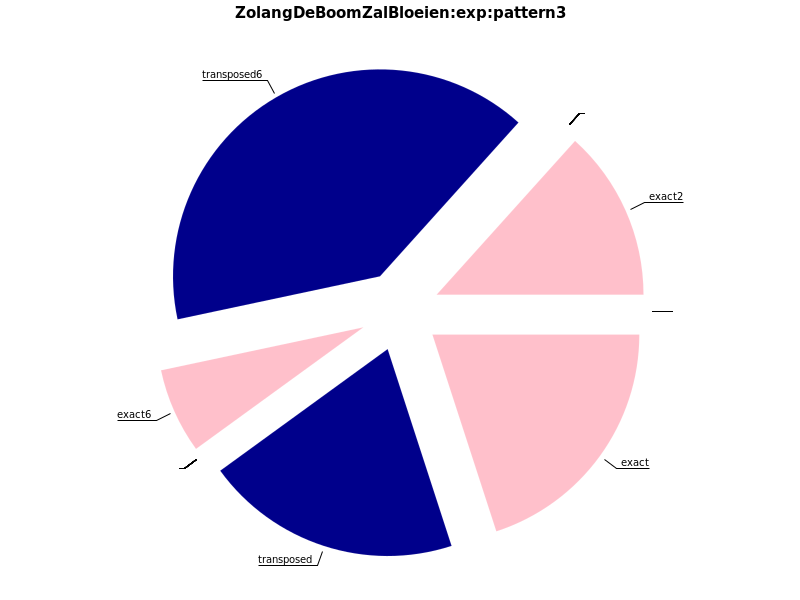 ZolangDeBoomZalBloeien:exp:pattern3
transposed6
exact2
exact6
exact
transposed